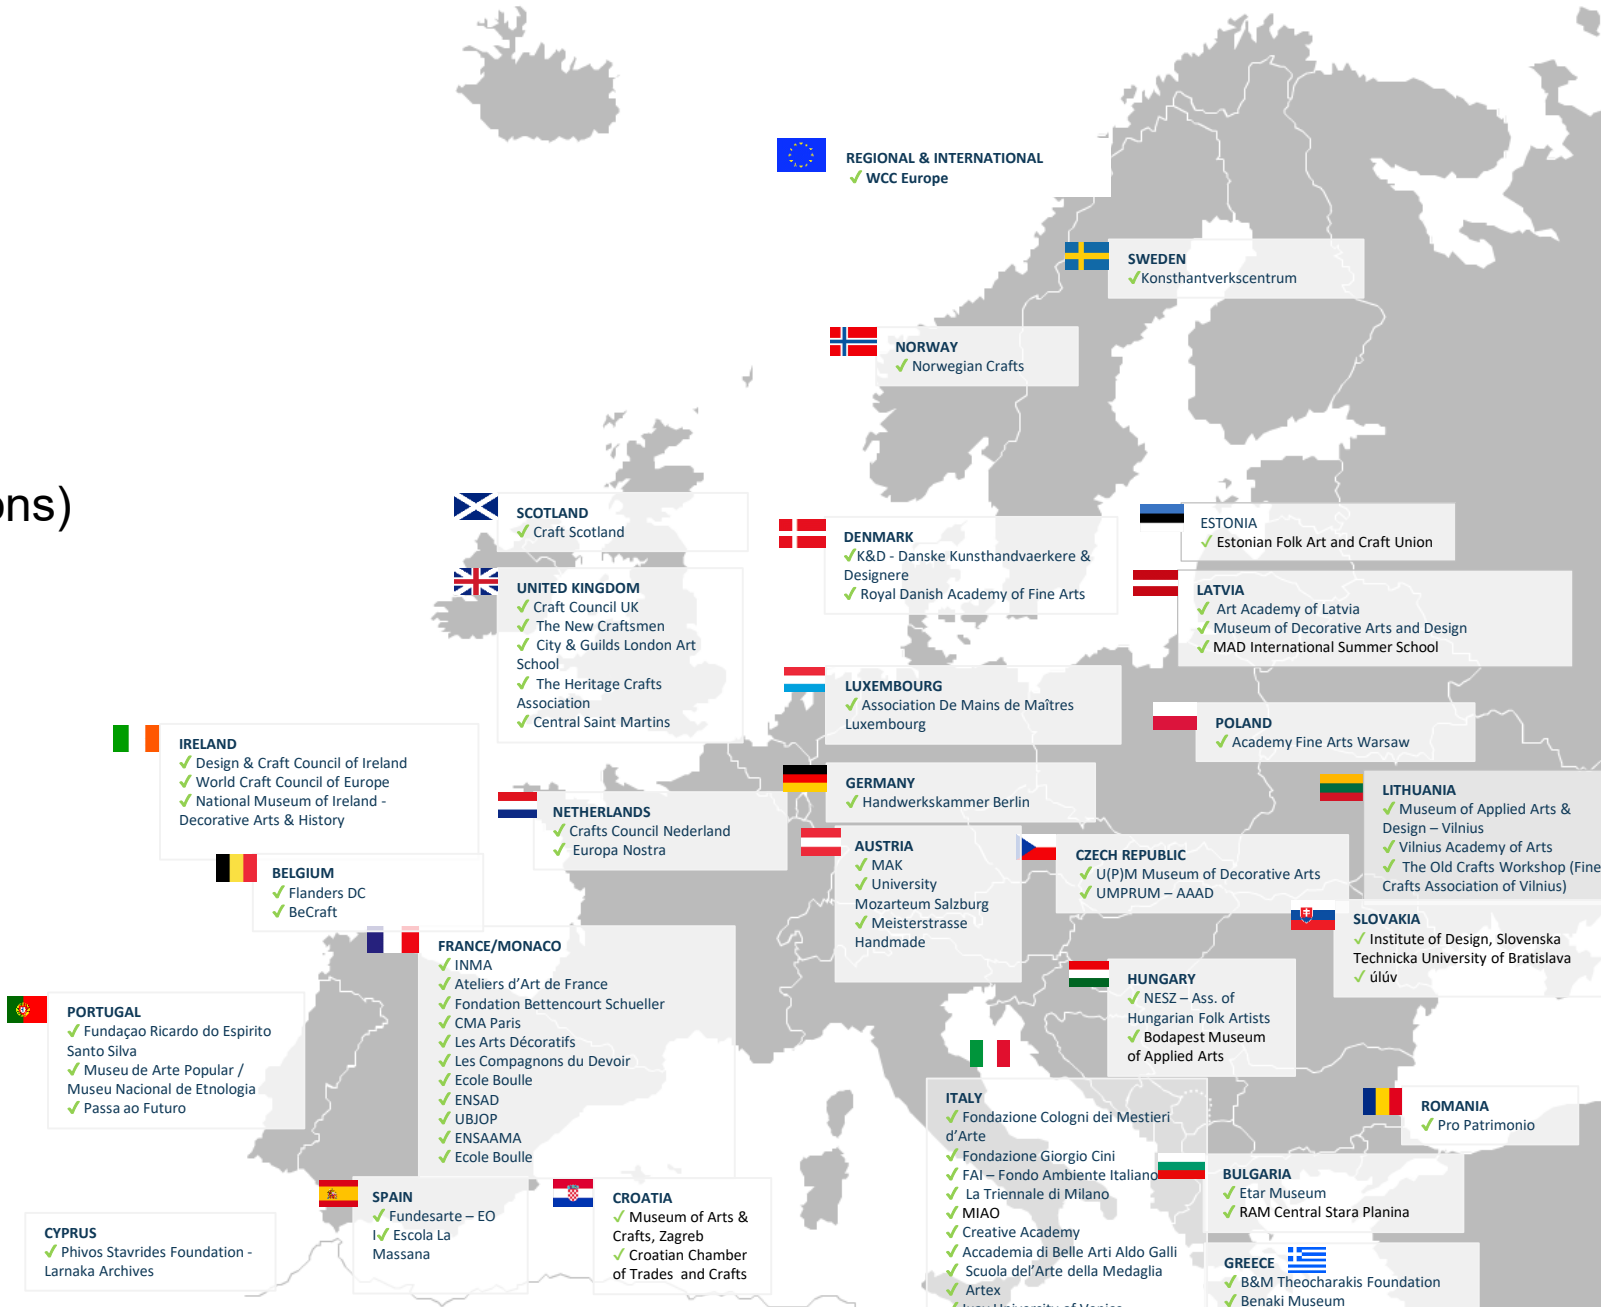 REGIONAL & INTERNATIONAL
✓ WCC Europe
SWEDEN
✓Konsthantverkscentrum
NORWAY
✓ Norwegian Crafts
ons)
SCOTLAND
✓ Craft Scotland
UNITED KINGDOM
✓ Craft Council UK
✓ The New Craftsmen
✓ City & Guilds London Art
School
✓ The Heritage Crafts
Association
✓ Central Saint Martins
DENMARK
✓K&D - Danske Kunsthandvaerkere &
Designere
✓ Royal Danish Academy of Fine Arts
ESTONIA
✓ Estonian Folk Art and Craft Union
LATVIA
✓ Art Academy of Latvia
✓ Museum of Decorative Arts and Design
✓ MAD International Summer School
LUXEMBOURG
✓ Association De Mains de Maîtres
Luxembourg
POLAND
✓ Academy Fine Arts Warsaw
IRELAND
✓ Design & Craft Council of Ireland
✓ World Craft Council of Europe
✓ National Museum of Ireland -
Decorative Arts & History
GERMANY
✓ Handwerkskammer Berlin
LITHUANIA
✓ Museum of Applied Arts &
Design – Vilnius
✓ Vilnius Academy of Arts
✓ The Old Crafts Workshop (Fine
Crafts Association of Vilnius)
NETHERLANDS
✓ Crafts Council Nederland
✓ Europa Nostra
AUSTRIA
✓ MAK
✓ University
Mozarteum Salzburg
✓ Meisterstrasse
Handmade
CZECH REPUBLIC
✓ U(P)M Museum of Decorative Arts
✓ UMPRUM – AAAD
BELGIUM
✓ Flanders DC
✓ BeCraft
SLOVAKIA
✓ Institute of Design, Slovenska
Technicka University of Bratislava
✓ úlúv
FRANCE/MONACO
✓ INMA
✓ Ateliers d'Art de France
✓ Fondation Bettencourt Schueller
✓ CMA Paris
✓ Les Arts Décoratifs
✓ Les Compagnons du Devoir
✓ Ecole Boulle
✓ ENSAD
✓ UBJOP
✓ ENSAAMA
✓ Ecole Boulle
HUNGARY
✓ NESZ – Ass. of
Hungarian Folk Artists
✓ Bodapest Museum
of Applied Arts
PORTUGAL
✓ Fundaçao Ricardo do Espirito
Santo Silva
✓ Museu de Arte Popular /
Museu Nacional de Etnologia
✓ Passa ao Futuro
ITALY
✓ Fondazione Cologni dei Mestieri
d'Arte
✓ Fondazione Giorgio Cini
✓ FAI – Fondo Ambiente Italiano
✓ La Triennale di Milano
✓ MIAO
✓ Creative Academy
✓ Accademia di Belle Arti Aldo Galli
✓ Scuola del'Arte della Medaglia
✓ Artex
✓ Iuav University of Venice
ROMANIA
✓ Pro Patrimonio
BULGARIA
✓ Etar Museum
✓ RAM Central Stara Planina
SPAIN
✓ Fundesarte – EO
I✓ Escola La
Massana
CROATIA
✓ Museum of Arts &
Crafts, Zagreb
✓ Croatian Chamber
of Trades and Crafts
CYPRUS
✓ Phivos Stavrides Foundation -
Larnaka Archives
GREECE
✓ B&M Theocharakis Foundation
✓ Benaki Museum